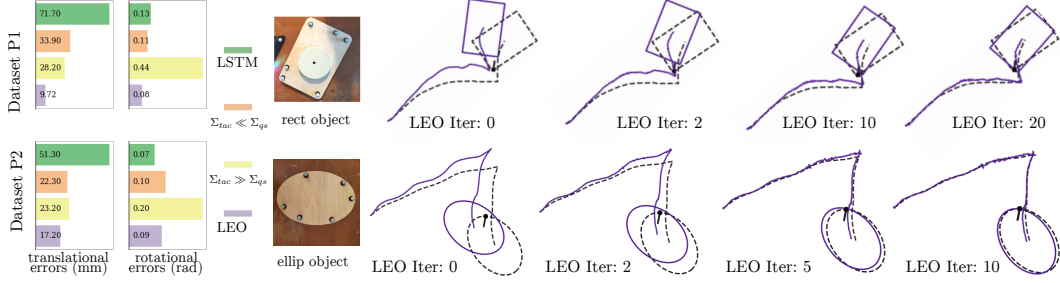 Dataset P1
71.70
33.90
28.20
9.72
0.13
0.11
0.44
0.08
LSTM
Σtac ≪ Σqs
rect object
LEO Iter: 0
LEO Iter: 2
LEO Iter: 10
LEO Iter: 20
Dataset P2
51.30
22.30
23.20
17.20
0.07
0.10
0.20
0.09
Σtac ≫ Σqs
LEO
translational
errors (mm)
rotational
errors (rad)
ellip object
LEO Iter: 0
LEO Iter: 2
LEO Iter: 5
LEO Iter: 10